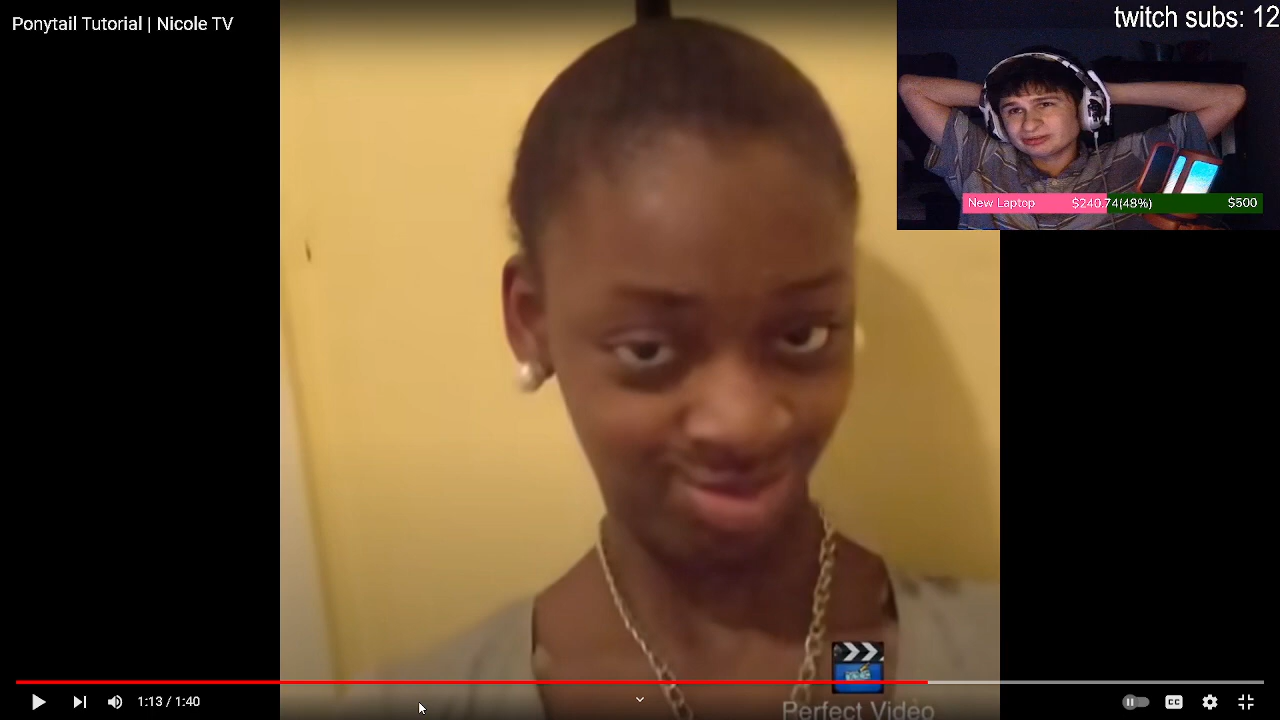 Ponytail Tutorial | Nicole TV
twitch subs: 12
New Laptop $240.74(48%) $500
Perfect Video
1:13 / 1:40
CC